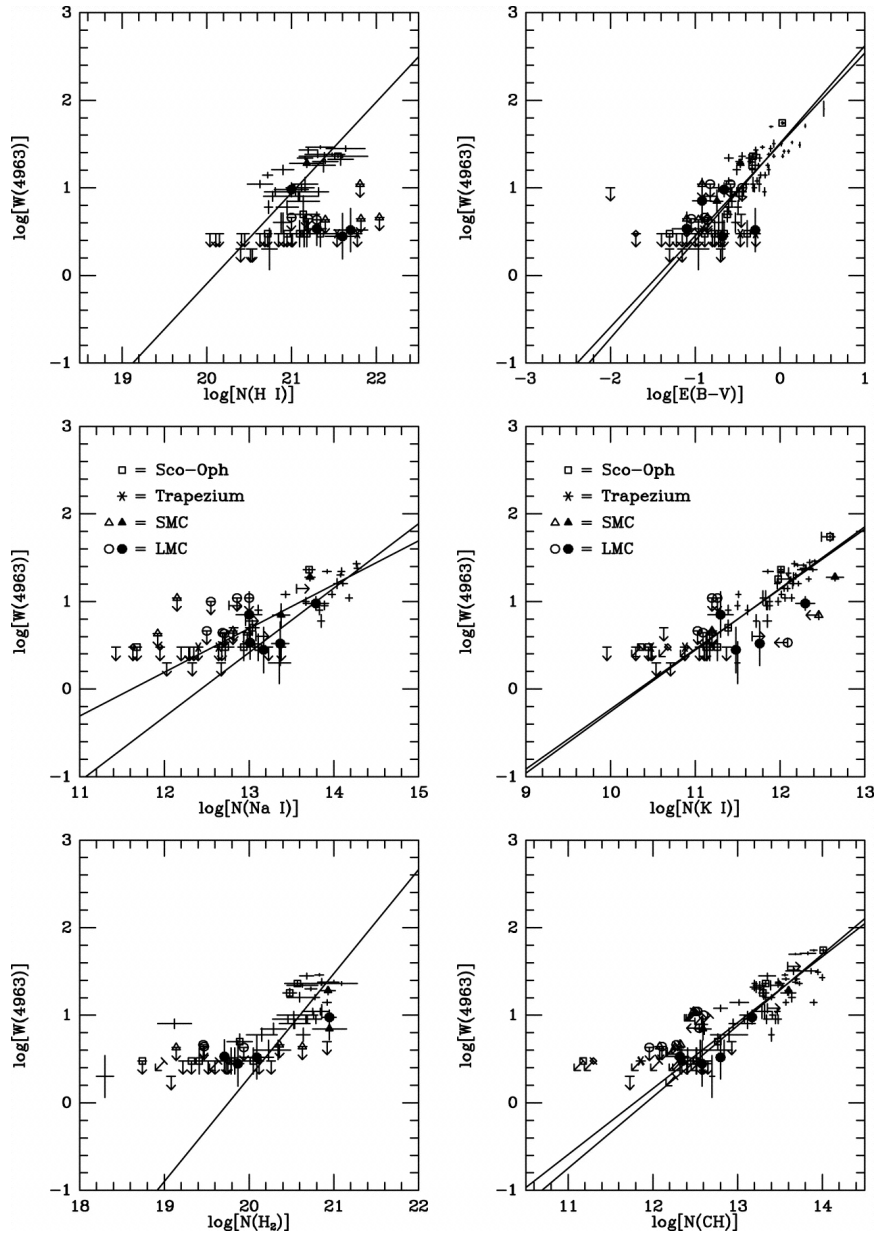 3
2
1
0
−1
log[W(4963)]
19 20 21 22
log[N(H I)]
3
2
1
0
−1
log[W(4963)]
−3 −2 −1 0 1
log[E(B−V)]
3
2
1
0
−1
log[W(4963)]
= Sco−Oph
= Trapezium
= SMC
= LMC
11 12 13 14 15
log[N(Na I)]
3
2
1
0
−1
log[W(4963)]
= Sco−Oph
= Trapezium
= SMC
= LMC
9 10 11 12 13
log[N(K I)]
3
2
1
0
−1
log[W(4963)]
18 19 20 21 22
log[N(H₂)]
3
2
1
0
−1
log[W(4963)]
11 12 13 14
log[N(CH)]